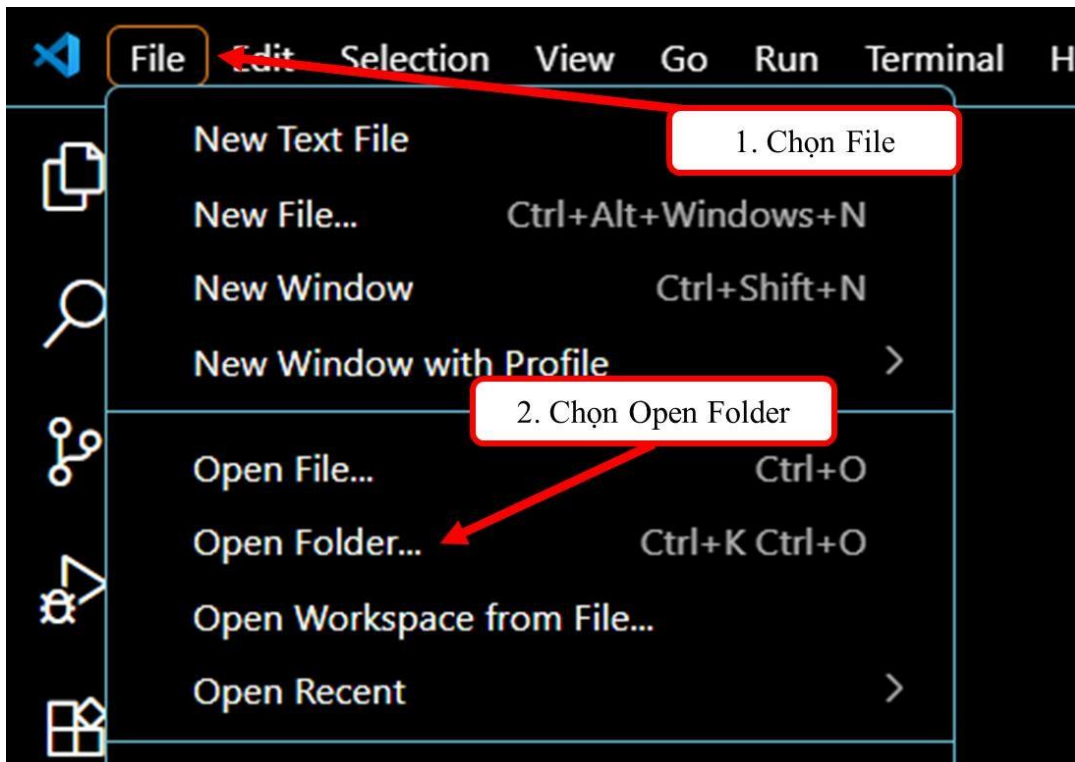 File Edit Selection View Go Run Terminal H
1. Chọn File
New Text File
New File... Ctrl+Alt+Windows+N
New Window Ctrl+Shift+N
New Window with Profile
2. Chọn Open Folder
Open File... Ctrl+O
Open Folder... Ctrl+K Ctrl+O
Open Workspace from File...
Open Recent